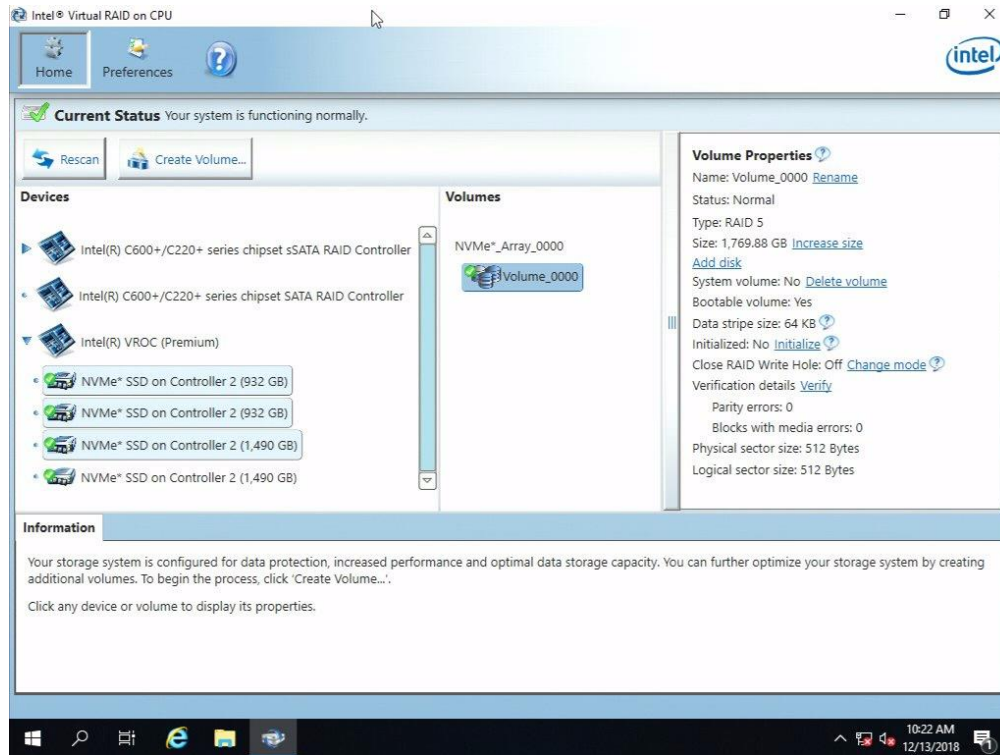 Intel® Virtual RAID on CPU
Home
Preferences
intel
Current Status Your system is functioning normally.
Rescan
Create Volume...
Devices
Intel(R) C600+/C220+ series chipset sSATA RAID Controller
Intel(R) C600+/C220+ series chipset SATA RAID Controller
Intel(R) VROC (Premium)
NVMe* SSD on Controller 2 (932 GB)
NVMe* SSD on Controller 2 (932 GB)
NVMe* SSD on Controller 2 (1,490 GB)
NVMe* SSD on Controller 2 (1,490 GB)
Volumes
NVMe*_Array_0000
Volume_0000
Volume Properties
Name: Volume_0000 Rename
Status: Normal
Type: RAID 5
Size: 1,769.88 GB Increase size
Add disk
System volume: No Delete volume
Bootable volume: Yes
Data stripe size: 64 KB
Initialized: No Initialize
Close RAID Write Hole: Off Change mode
Verification details Verify
Parity errors: 0
Blocks with media errors: 0
Physical sector size: 512 Bytes
Logical sector size: 512 Bytes
Information
Your storage system is configured for data protection, increased performance and optimal data storage capacity. You can further optimize your storage system by creating
additional volumes. To begin the process, click 'Create Volume...'.
Click any device or volume to display its properties.
10:22 AM
12/13/2018
1